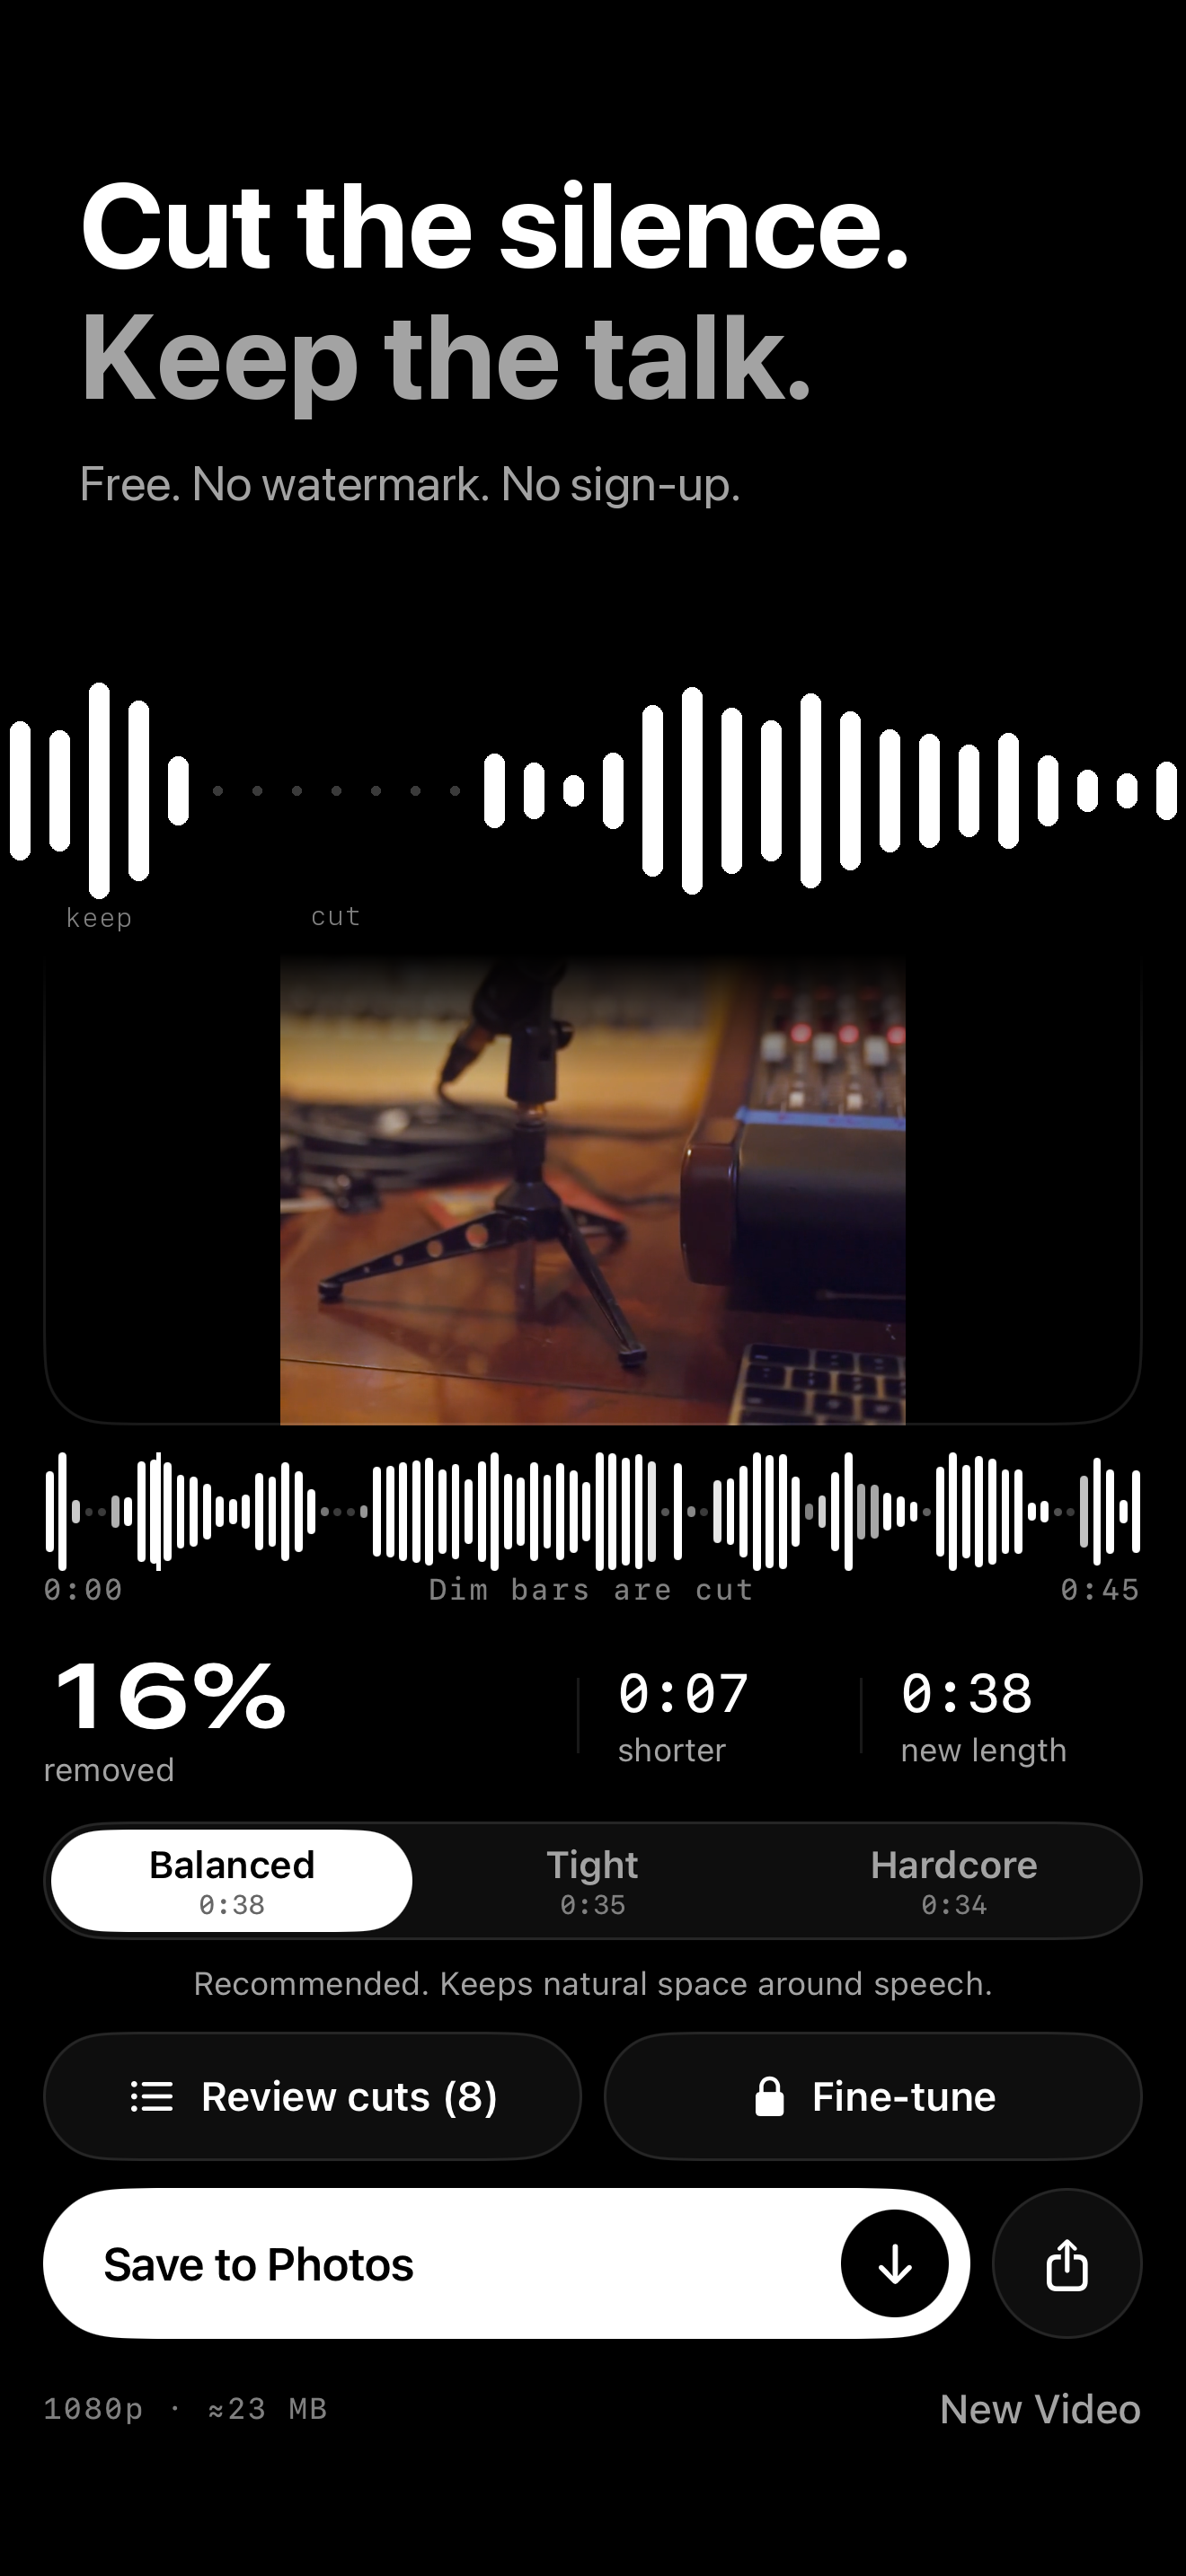 Cut the silence.
Keep the talk.
Free. No watermark. No sign-up.
keep cut
0:00 Dim bars are cut 0:45
16% 0:07 0:38
removed shorter new length
Balanced Tight Hardcore
0:38 0:35 0:34
Recommended. Keeps natural space around speech.
Review cuts (8) Fine-tune
Save to Photos
1080p · ≈23 MB New Video